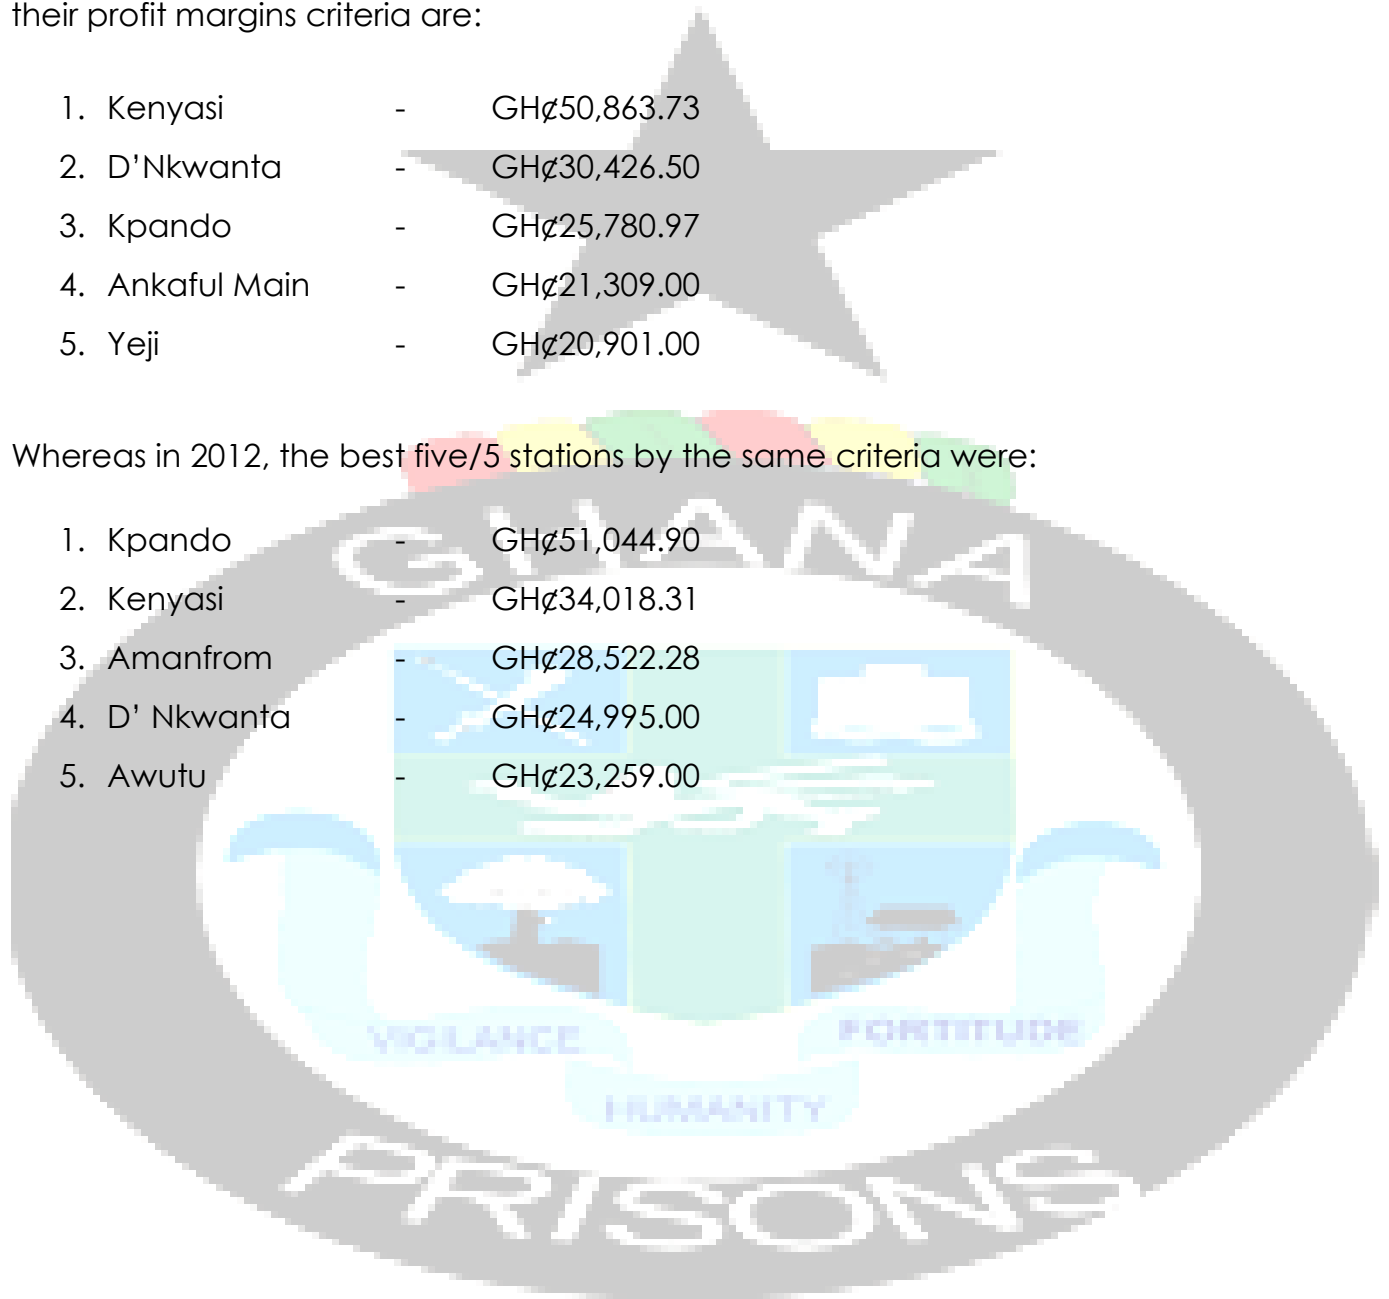 their profit margins criteria are:
1. Kenyasi - GH₵50,863.73
2. D’Nkwanta - GH₵30,426.50
3. Kpando - GH₵25,780.97
4. Ankaful Main - GH₵21,309.00
5. Yeji - GH₵20,901.00
Whereas in 2012, the best five/5 stations by the same criteria were:
1. Kpando - GH₵51,044.90
2. Kenyasi - GH₵34,018.31
3. Amanfrom - GH₵28,522.28
4. D’ Nkwanta - GH₵24,995.00
5. Awutu - GH₵23,259.00
GHANA
VIGILANCE
FORTITUDE
HUMANITY
PRISONS